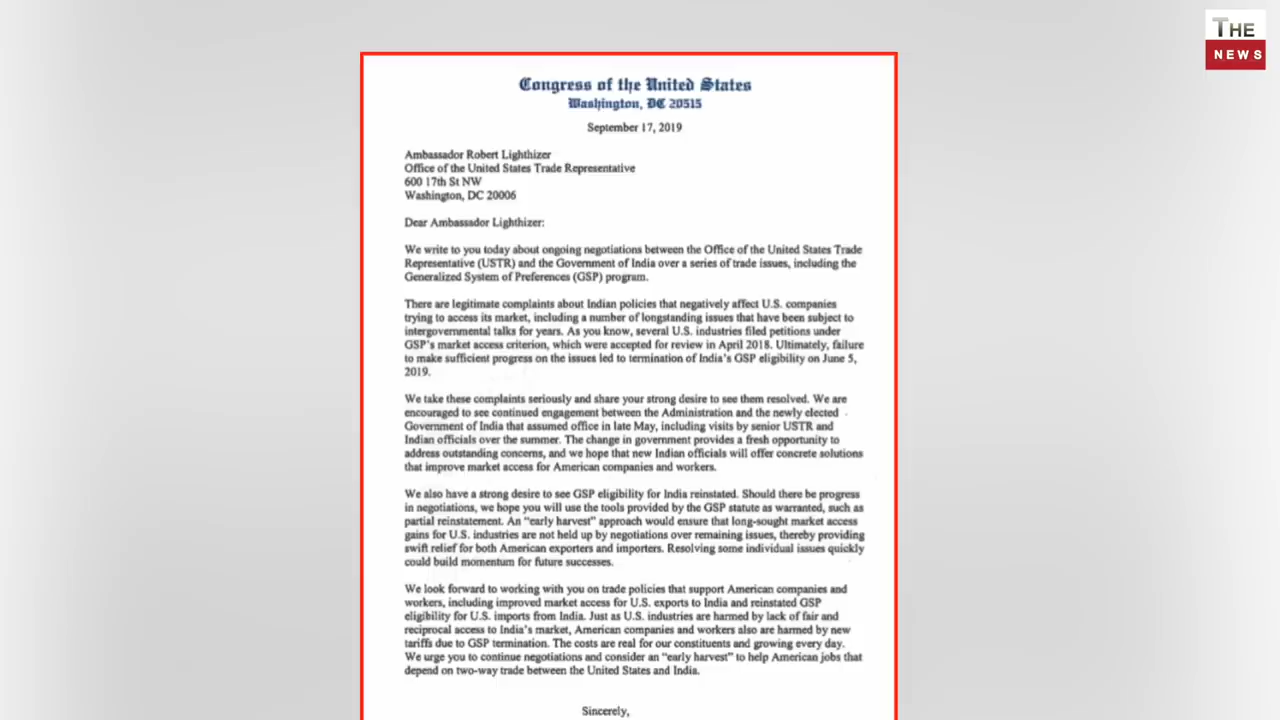 THE
NEWS
Congress of the United States
Washington, DC 20515
September 17, 2019
Ambassador Robert Lighthizer
Office of the United States Trade Representative
600 17th St NW
Washington, DC 20006
Dear Ambassador Lighthizer:
We write to you today about ongoing negotiations between the Office of the United States Trade
Representative (USTR) and the Government of India over a series of trade issues, including the
Generalized System of Preferences (GSP) program.
There are legitimate complaints about Indian policies that negatively affect U.S. companies
trying to access its market, including a number of longstanding issues that have been subject to
intergovernmental talks for years. As you know, several U.S. industries filed petitions under
GSP's market access criterion, which were accepted for review in April 2018. Ultimately, failure
to make sufficient progress on the issues led to termination of India's GSP eligibility on June 5,
2019.
We take these complaints seriously and share your strong desire to see them resolved. We are
encouraged to see continued engagement between the Administration and the newly elected
Government of India that assumed office in late May, including visits by senior USTR and
Indian officials over the summer. The change in government provides a fresh opportunity to
address outstanding concerns, and we hope that new Indian officials will offer concrete solutions
that improve market access for American companies and workers.
We also have a strong desire to see GSP eligibility for India reinstated. Should there be progress
in negotiations, we hope you will use the tools provided by the GSP statute as warranted, such as
partial reinstatement. An "early harvest" approach would ensure that long-sought market access
gains for U.S. industries are not held up by negotiations over remaining issues, thereby providing
swift relief for both American exporters and importers. Resolving some individual issues quickly
could build momentum for future successes.
We look forward to working with you on trade policies that support American companies and
workers, including improved market access for U.S. exports to India and reinstated GSP
eligibility for U.S. imports from India. Just as U.S. industries are harmed by lack of fair and
reciprocal access to India's market, American companies and workers also are harmed by new
tariffs due to GSP termination. The costs are real for our constituents and growing every day.
We urge you to continue negotiations and consider an "early harvest" to help American jobs that
depend on two-way trade between the United States and India.
Sincerely,